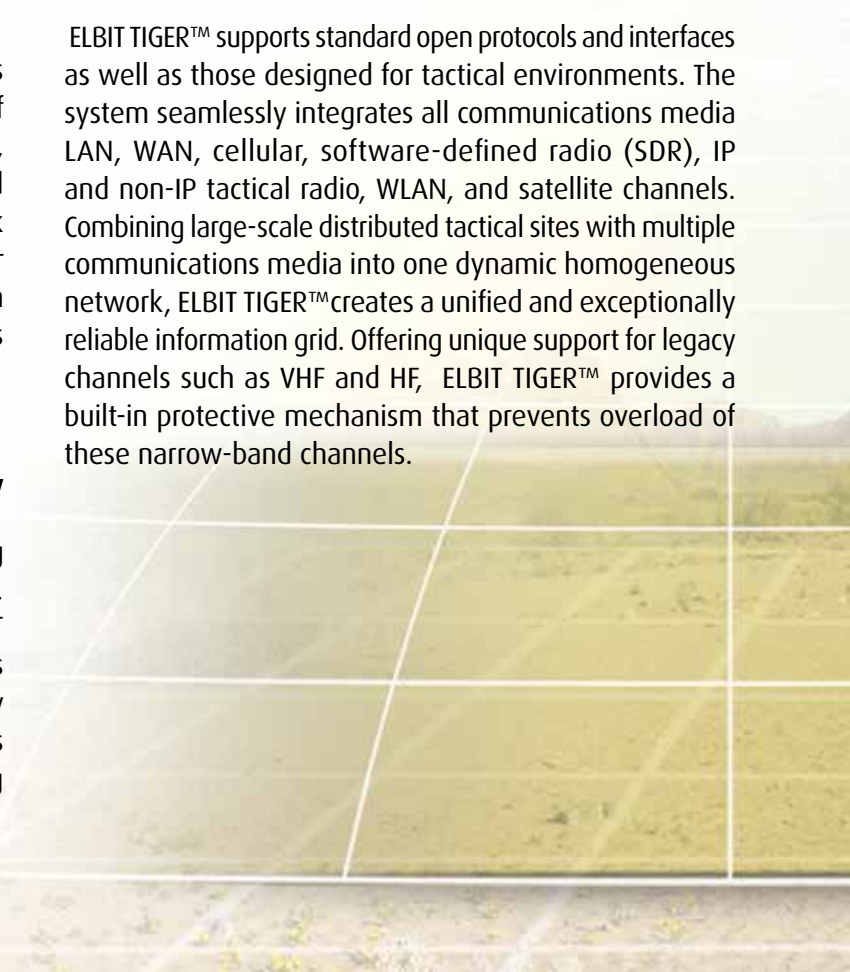 ELBIT TIGER™ supports standard open protocols and interfaces
as well as those designed for tactical environments. The
system seamlessly integrates all communications media
LAN, WAN, cellular, software-defined radio (SDR), IP
and non-IP tactical radio, WLAN, and satellite channels.
Combining large-scale distributed tactical sites with multiple
communications media into one dynamic homogeneous
network, ELBIT TIGER™creates a unified and exceptionally
reliable information grid. Offering unique support for legacy
channels such as VHF and HF,  ELBIT TIGER™ provides a
built-in protective mechanism that prevents overload of
these narrow-band channels.